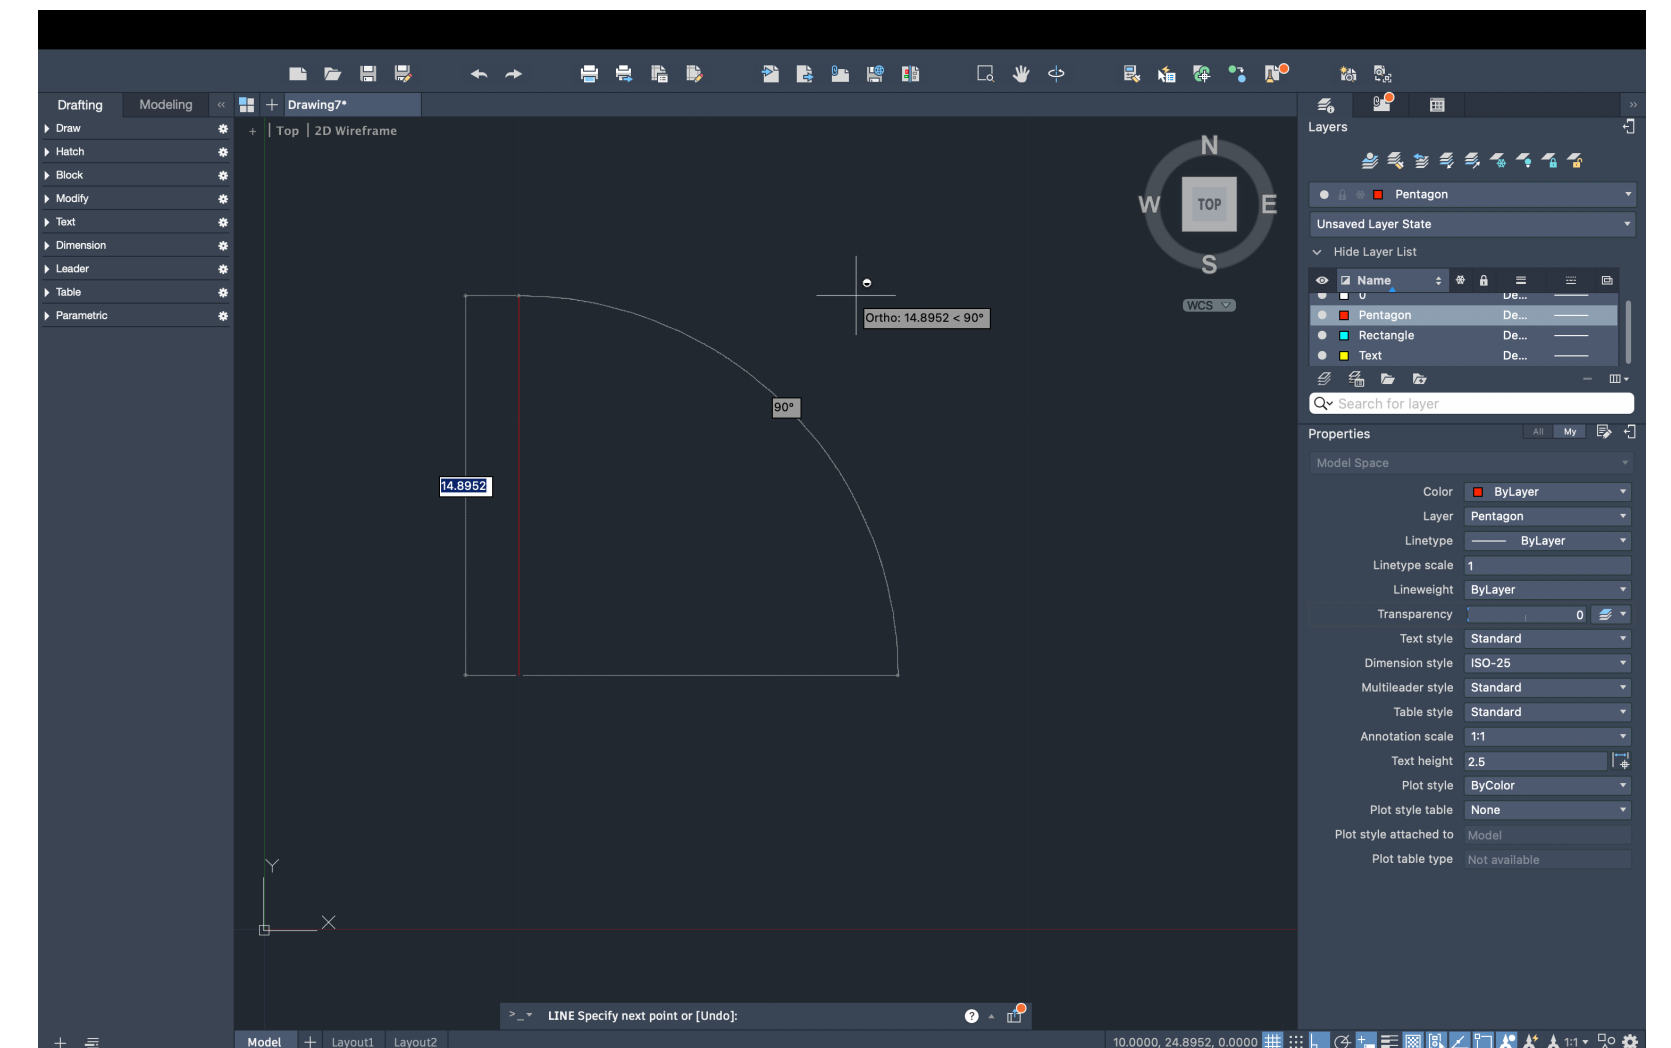 Drafting
Modeling
Drawing7*
Draw
Hatch
Block
Modify
Text
Dimension
Leader
Table
Parametric
+ | Top | 2D Wireframe
N
W
TOP
E
S
WCS
Ortho: 14.8952 < 90°
90°
14.8952
Y
X
>_ LINE Specify next point or [Undo]:
Model
Layout1
Layout2
10.0000, 24.8952, 0.0000
1:1
Layers
Pentagon
Unsaved Layer State
Hide Layer List
Name
0 De...
Pentagon De...
Rectangle De...
Text De...
Search for layer
Properties All My
Model Space
Color ByLayer
Layer Pentagon
Linetype ByLayer
Linetype scale 1
Lineweight ByLayer
Transparency 0
Text style Standard
Dimension style ISO-25
Multileader style Standard
Table style Standard
Annotation scale 1:1
Text height 2.5
Plot style ByColor
Plot style table None
Plot style attached to Model
Plot table type Not available